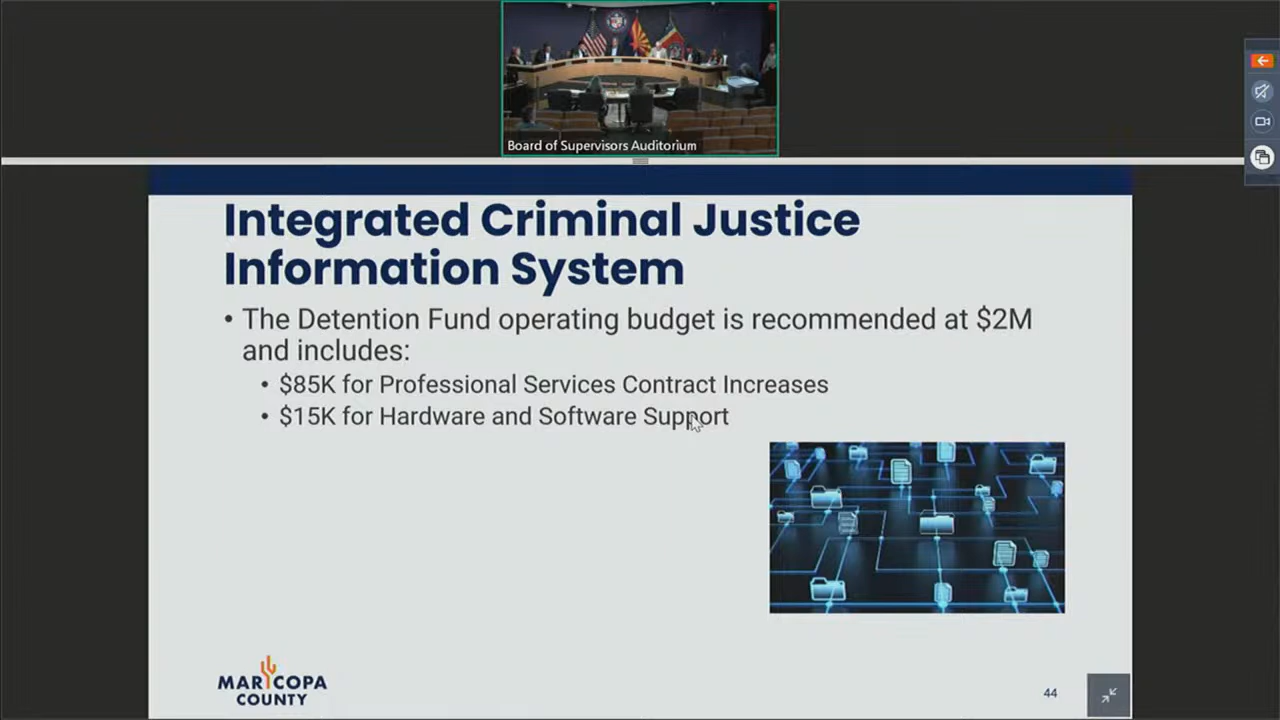 Board of Supervisors Auditorium
Integrated Criminal Justice
Information System
• The Detention Fund operating budget is recommended at $2M
and includes:
• $85K for Professional Services Contract Increases
• $15K for Hardware and Software Support
MARICOPA
COUNTY
44